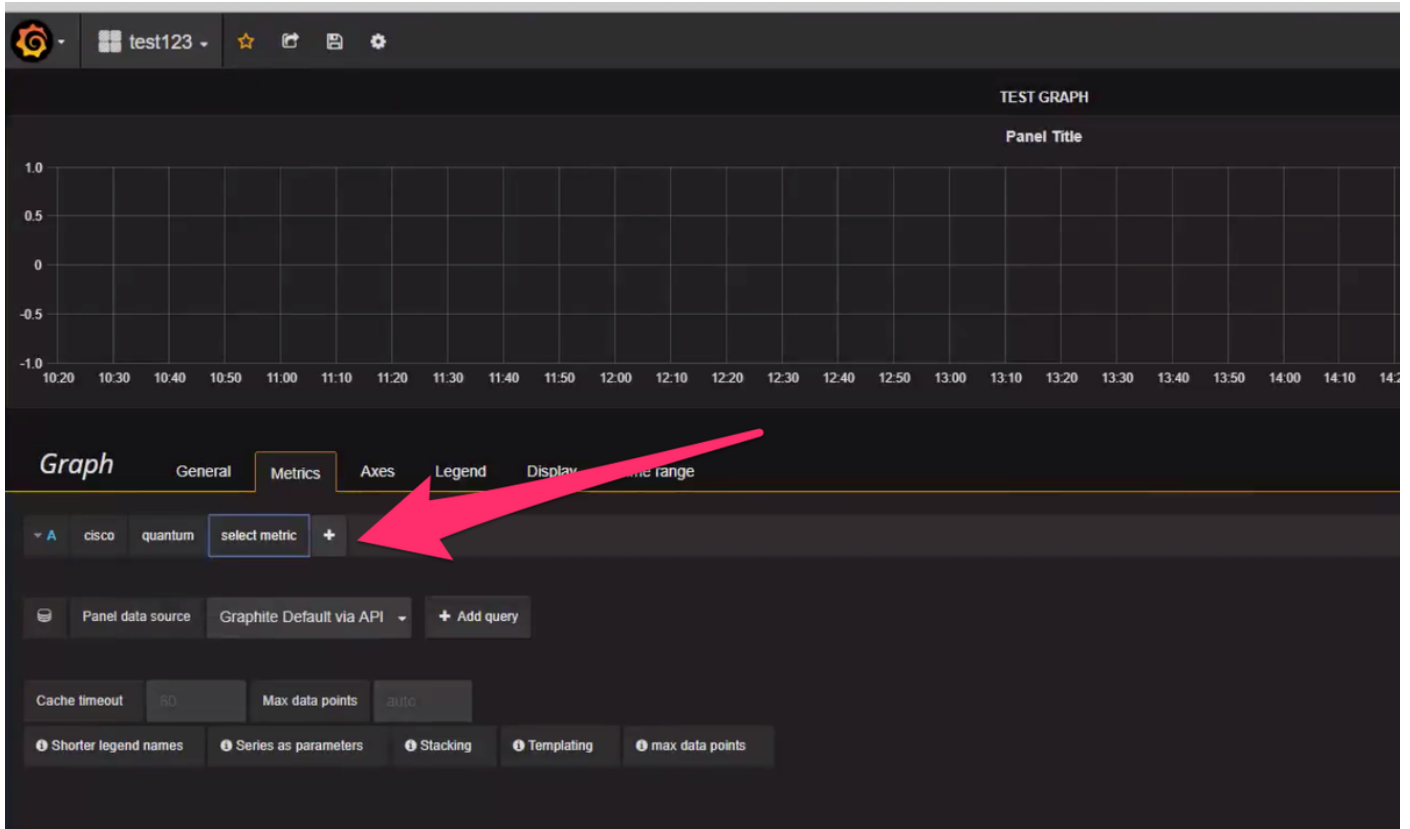 test123
TEST GRAPH
Panel Title
1.0
0.5
0
-0.5
-1.0
10:20 10:30 10:40 10:50 11:00 11:10 11:20 11:30 11:40 11:50 12:00 12:10 12:20 12:30 12:40 12:50 13:00 13:10 13:20 13:30 13:40 13:50 14:00 14:10
Graph General Metrics Axes Legend Display range
A cisco quantum select metric +
Panel data source Graphite Default via API + Add query
Cache timeout 60 Max data points auto
Shorter legend names Series as parameters Stacking Templating max data points